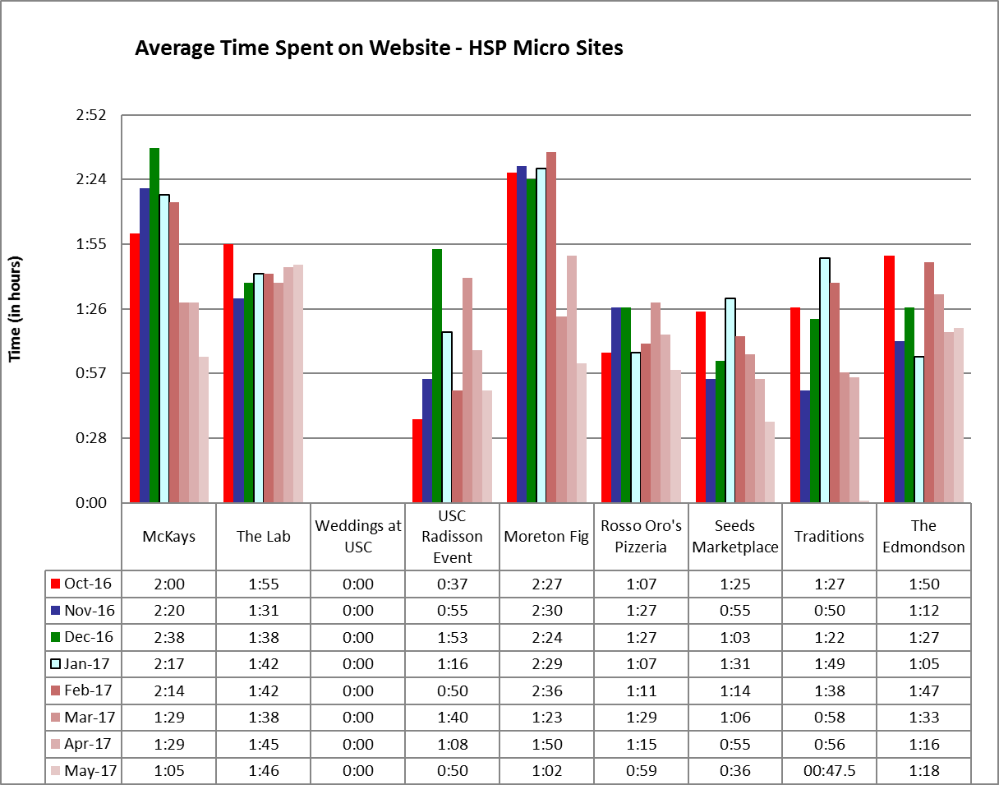 Average Time Spent on Website - HSP Micro Sites
Time (in hours)
2:52
2:24
1:55
1:26
0:57
0:28
0:00
McKays
The Lab
Weddings at
USC
USC
Radisson
Event
Moreton Fig
Rosso Oro's
Pizzeria
Seeds
Marketplace
Traditions
The
Edmondson
Oct-16 2:00 1:55 0:00 0:37 2:27 1:07 1:25 1:27 1:50
Nov-16 2:20 1:31 0:00 0:55 2:30 1:27 0:55 0:50 1:12
Dec-16 2:38 1:38 0:00 1:53 2:24 1:27 1:03 1:22 1:27
Jan-17 2:17 1:42 0:00 1:16 2:29 1:07 1:31 1:49 1:05
Feb-17 2:14 1:42 0:00 0:50 2:36 1:11 1:14 1:38 1:47
Mar-17 1:29 1:38 0:00 1:40 1:23 1:29 1:06 0:58 1:33
Apr-17 1:29 1:45 0:00 1:08 1:50 1:15 0:55 0:56 1:16
May-17 1:05 1:46 0:00 0:50 1:02 0:59 0:36 00:47.5 1:18